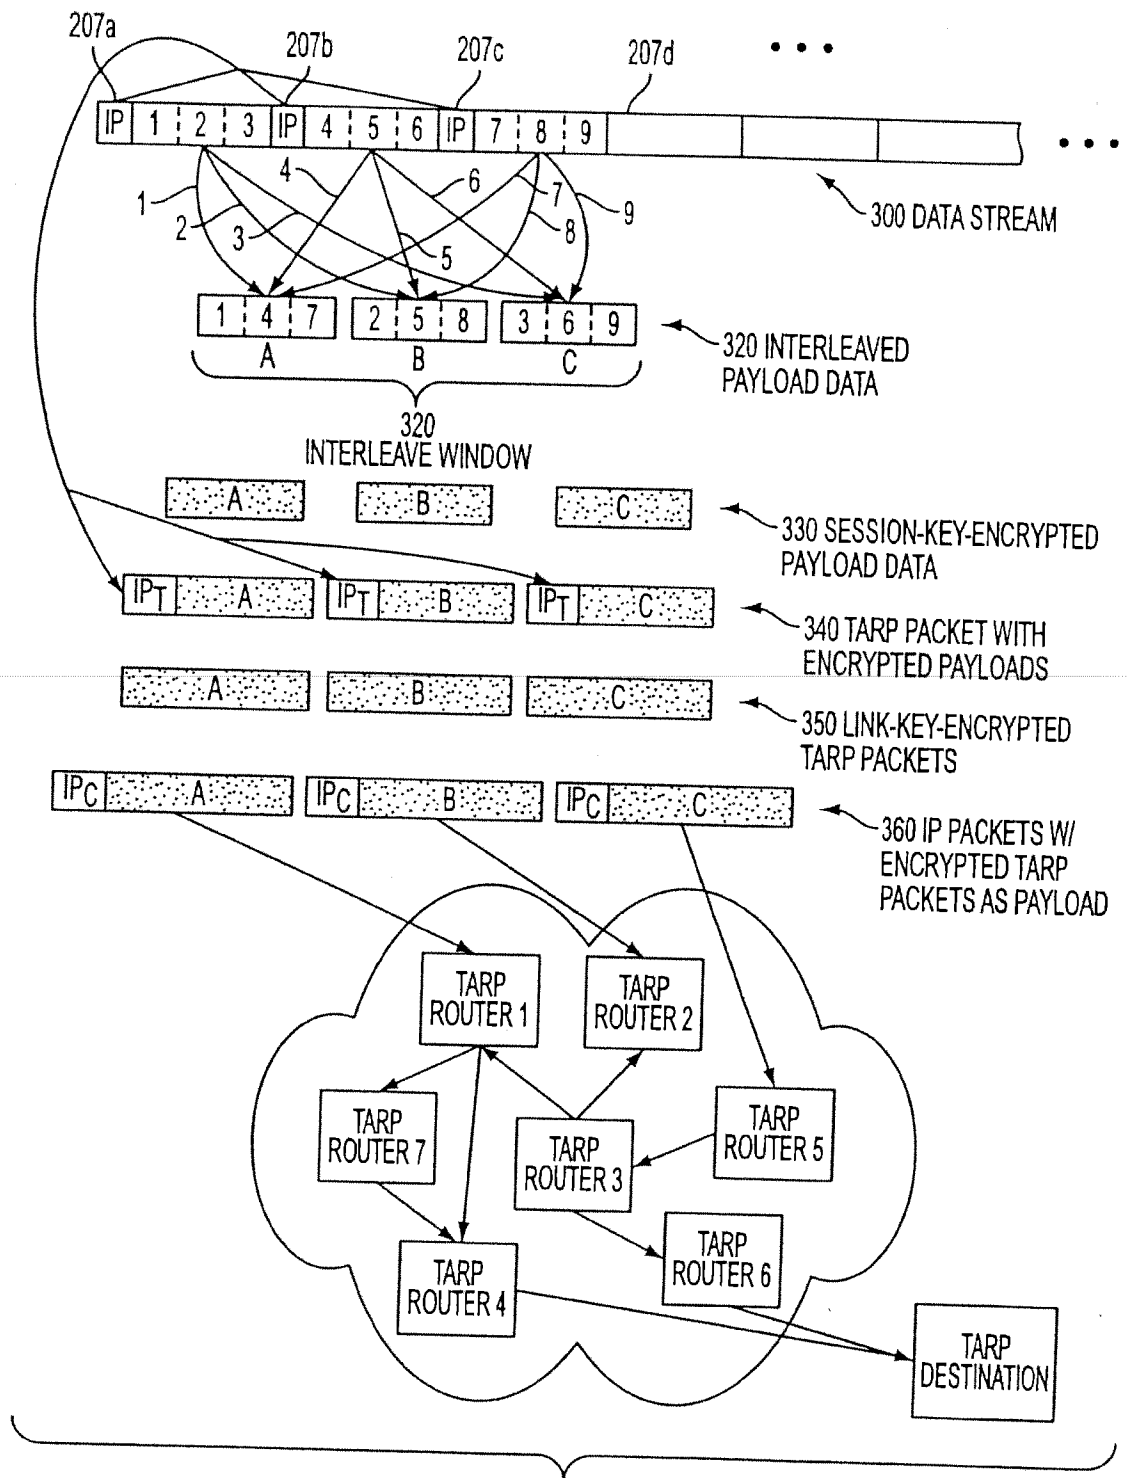 207a
207b
207c
207d
• • •
IP 1 2 3 IP 4 5 6 IP 7 8 9
• • •
1 2 3 4 5 6 7 8 9
300 DATA STREAM
1 4 7
2 5 8
3 6 9
A B C
320 INTERLEAVED
PAYLOAD DATA
320
INTERLEAVE WINDOW
A B C
330 SESSION-KEY-ENCRYPTED
PAYLOAD DATA
IPT A IPT B IPT C
340 TARP PACKET WITH
ENCRYPTED PAYLOADS
A B C
350 LINK-KEY-ENCRYPTED
TARP PACKETS
IPC A IPC B IPC C
360 IP PACKETS W/
ENCRYPTED TARP
PACKETS AS PAYLOAD
TARP
ROUTER 1
TARP
ROUTER 2
TARP
ROUTER 7
TARP
ROUTER 3
TARP
ROUTER 5
TARP
ROUTER 4
TARP
ROUTER 6
TARP
DESTINATION